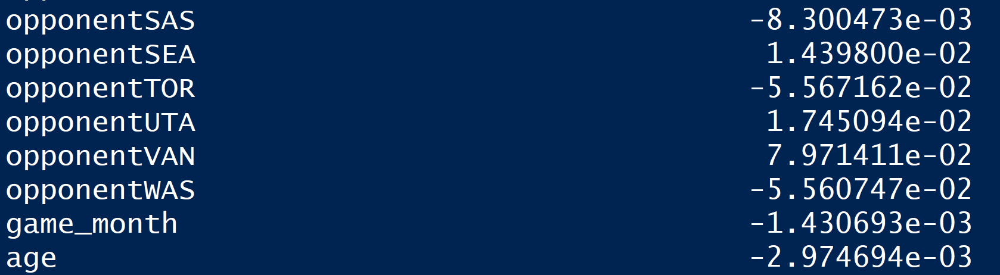 opponentSAS -8.300473e-03
opponentSEA 1.439800e-02
opponentTOR -5.567162e-02
opponentUTA 1.745094e-02
opponentVAN 7.971411e-02
opponentWAS -5.560747e-02
game_month -1.430693e-03
age -2.974694e-03